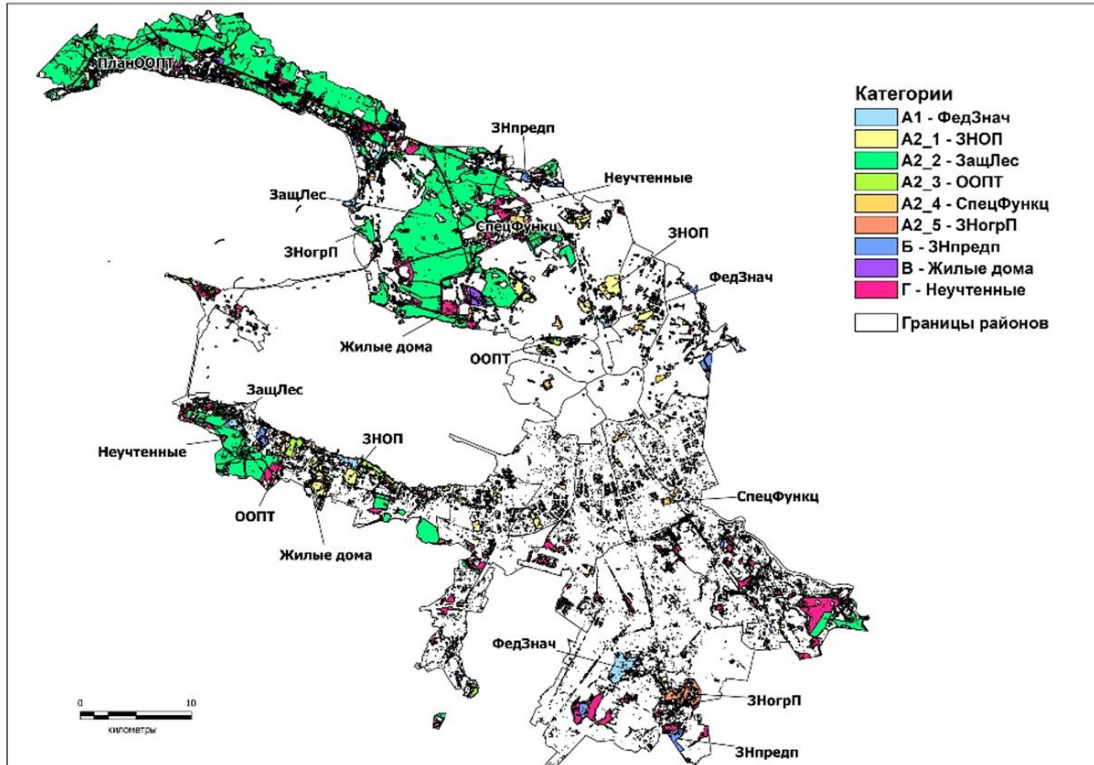 ПланООПТ
ЗНпредп
ЗащЛес
Неучтенные
СпецФункц
ЗНогрП
ЗНОП
ФедЗнач
Жилые дома
ООПТ
ЗащЛес
Неучтенные
ЗНОП
ООПТ
Жилые дома
СпецФункц
ФедЗнач
ЗНогрП
ЗНпредп
Категории
А1 - ФедЗнач
А2_1 - ЗНОП
А2_2 - ЗащЛес
А2_3 - ООПТ
А2_4 - СпецФункц
А2_5 - ЗНогрП
Б - ЗНпредп
В - Жилые дома
Г - Неучтенные
Границы районов
0 10
километры